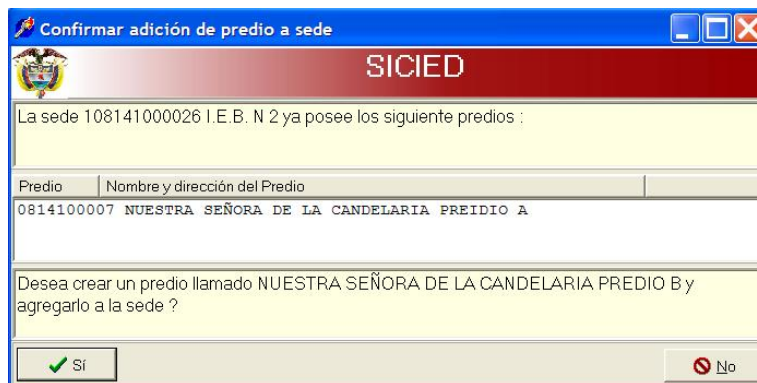 Confirmar adición de predio a sede
SICIED
La sede 108141000026 I.E.B. N 2 ya posee los siguiente predios :
Predio Nombre y dirección del Predio
0814100007 NUESTRA SEÑORA DE LA CANDELARIA PREIDIO A
Desea crear un predio llamado NUESTRA SEÑORA DE LA CANDELARIA PREDIO B y
agregarlo a la sede ?
Sí No